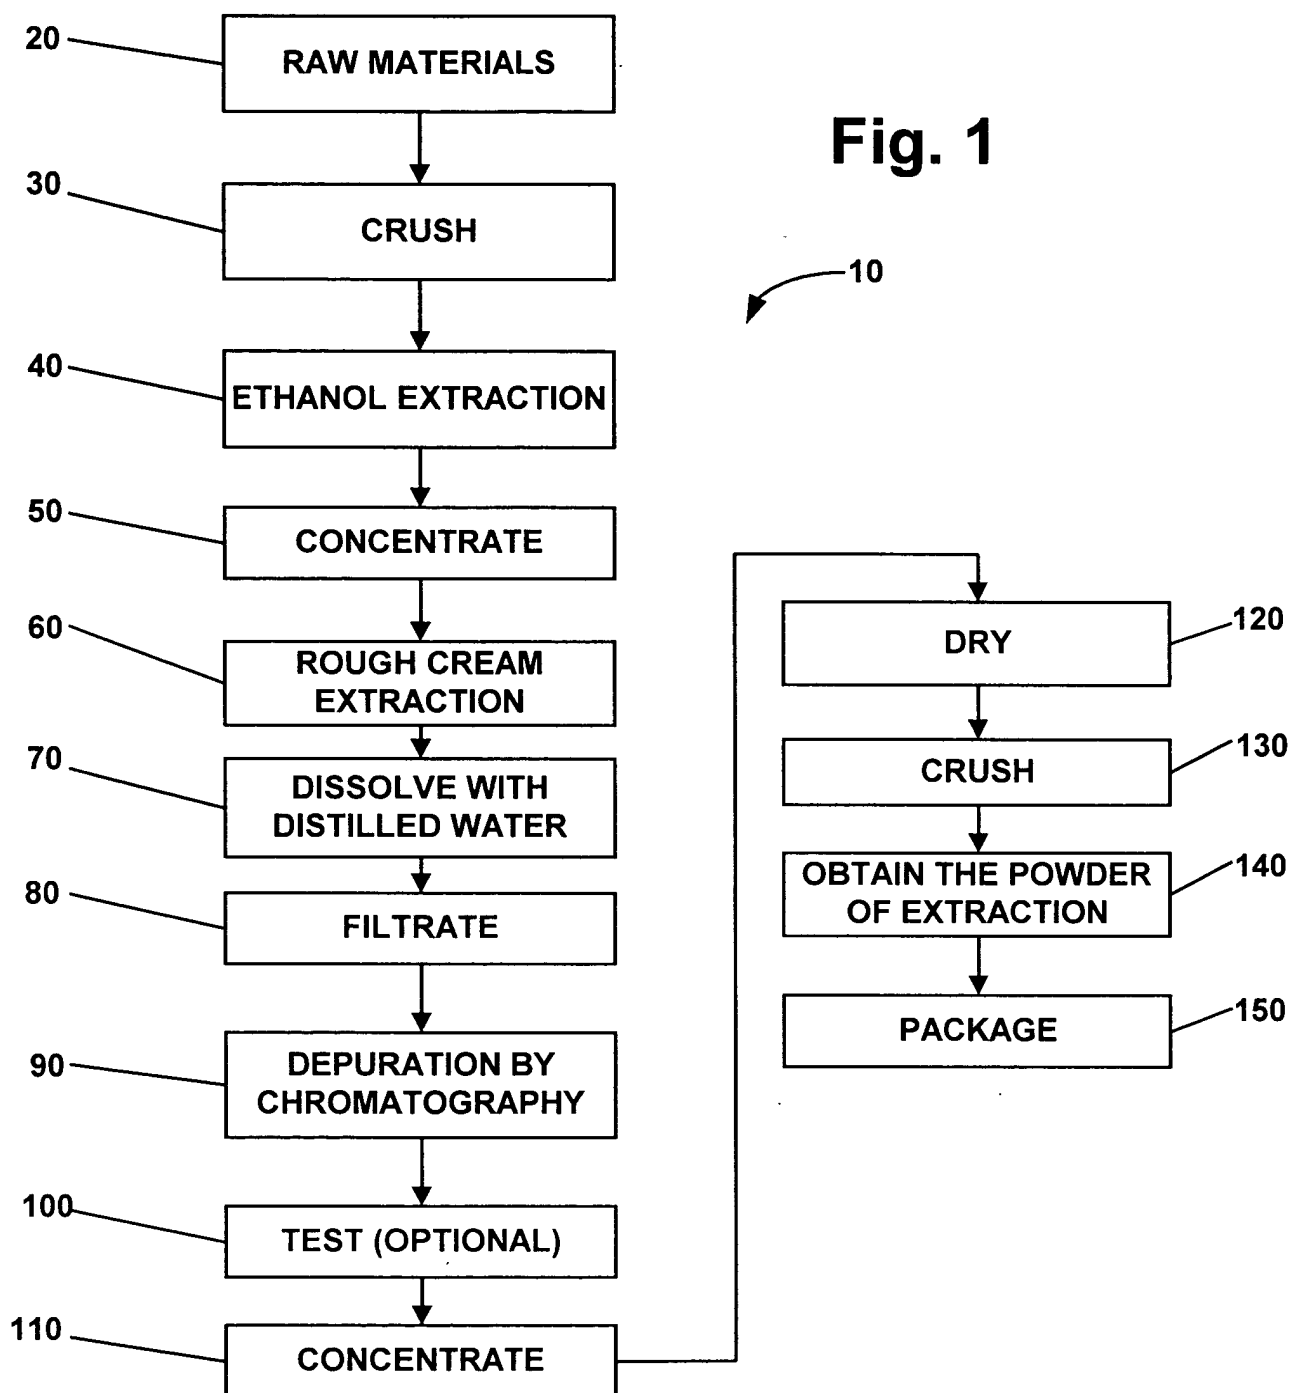 Fig. 1
10
20
RAW MATERIALS
30
CRUSH
40
ETHANOL EXTRACTION
50
CONCENTRATE
60
ROUGH CREAM
EXTRACTION
70
DISSOLVE WITH
DISTILLED WATER
80
FILTRATE
90
DEPURATION BY
CHROMATOGRAPHY
100
TEST (OPTIONAL)
110
CONCENTRATE
DRY
120
CRUSH
130
OBTAIN THE POWDER
OF EXTRACTION
140
PACKAGE
150